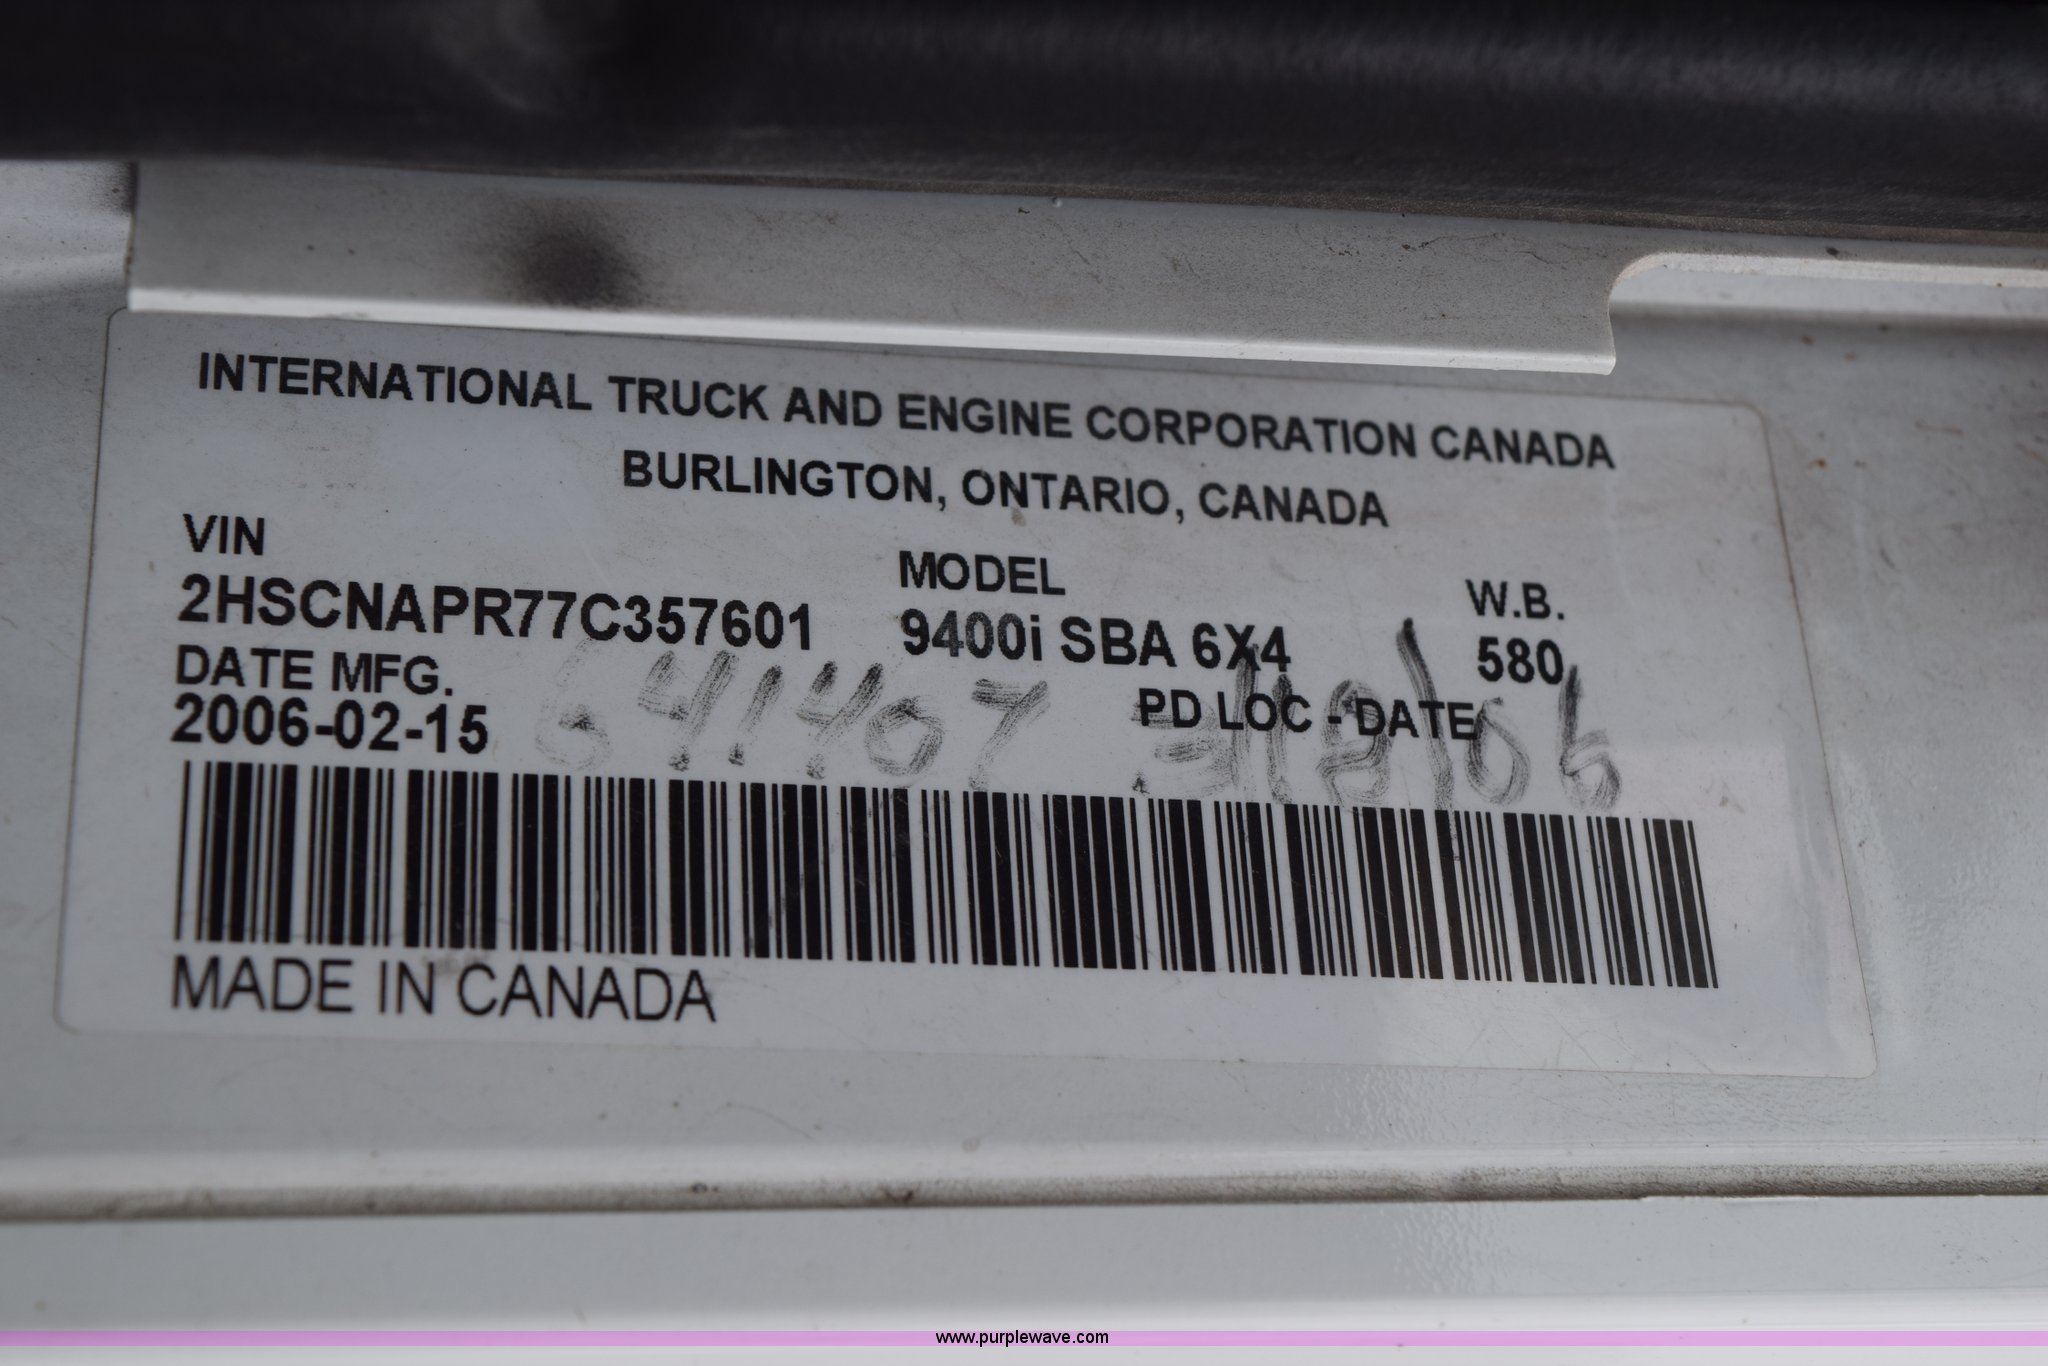 INTERNATIONAL TRUCK AND ENGINE CORPORATION CANADA
BURLINGTON, ONTARIO, CANADA
VIN
2HSCNAPR77C357601
MODEL
9400i SBA 6X4
W.B.
580
DATE MFG.
2006-02-15
PD LOC - DATE
MADE IN CANADA
www.purplewave.com